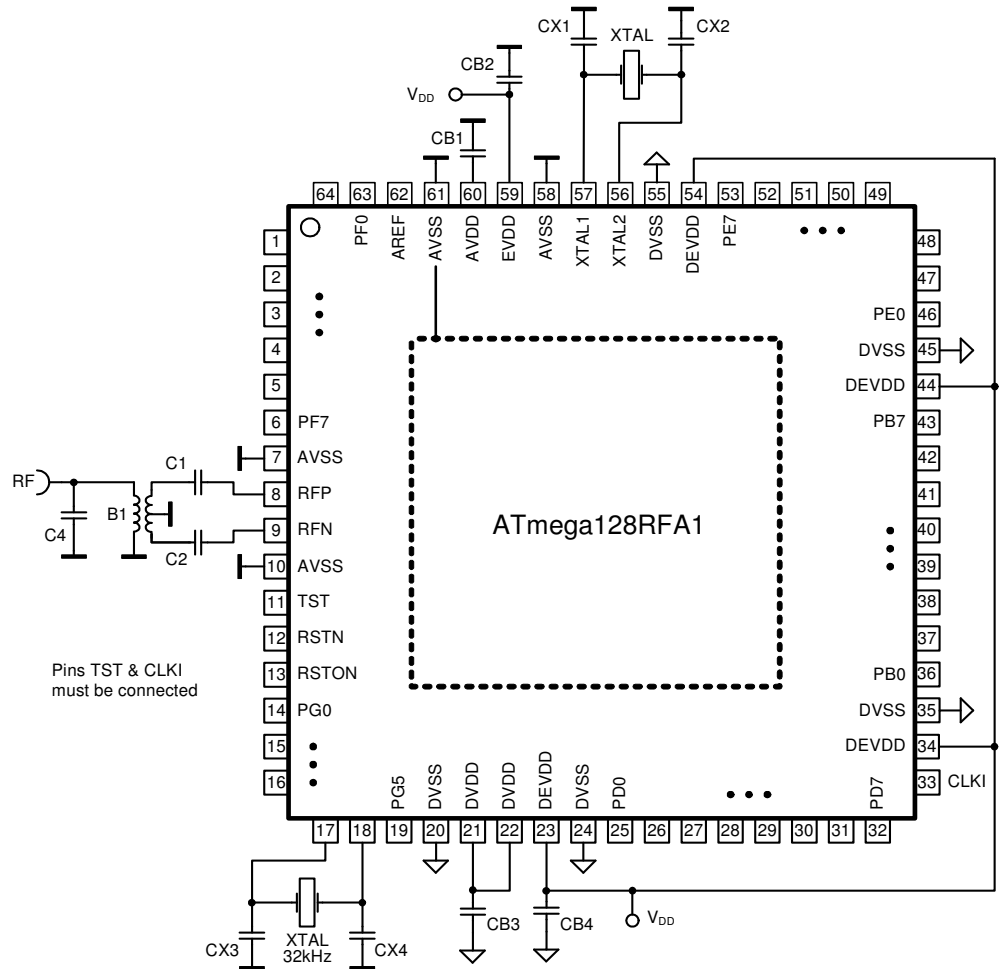 CX1
XTAL
CX2
CB2
VDD
CB1
64 63 62 61 60 59 58 57 56 55 54 53 52 51 50 49
PF0 AREF AVSS AVDD EVDD AVSS XTAL1 XTAL2 DVSS DEVDD PE7
1
2
3
4
5
6 PF7
7 AVSS
8 RFP
9 RFN
10 AVSS
11 TST
12 RSTN
13 RSTON
14 PG0
15
16
RF
C4
B1
C1
C2
Pins TST & CLKI
must be connected
ATmega128RFA1
48
47
PE0 46
DVSS 45
DEVDD 44
PB7 43
42
41
40
39
38
37
PB0 36
DVSS 35
DEVDD 34
33 CLKI
PG5 DVSS DVDD DVDD DEVDD DVSS PD0 PD7
17 18 19 20 21 22 23 24 25 26 27 28 29 30 31 32
CX3
XTAL
32kHz
CX4
CB3
CB4
VDD